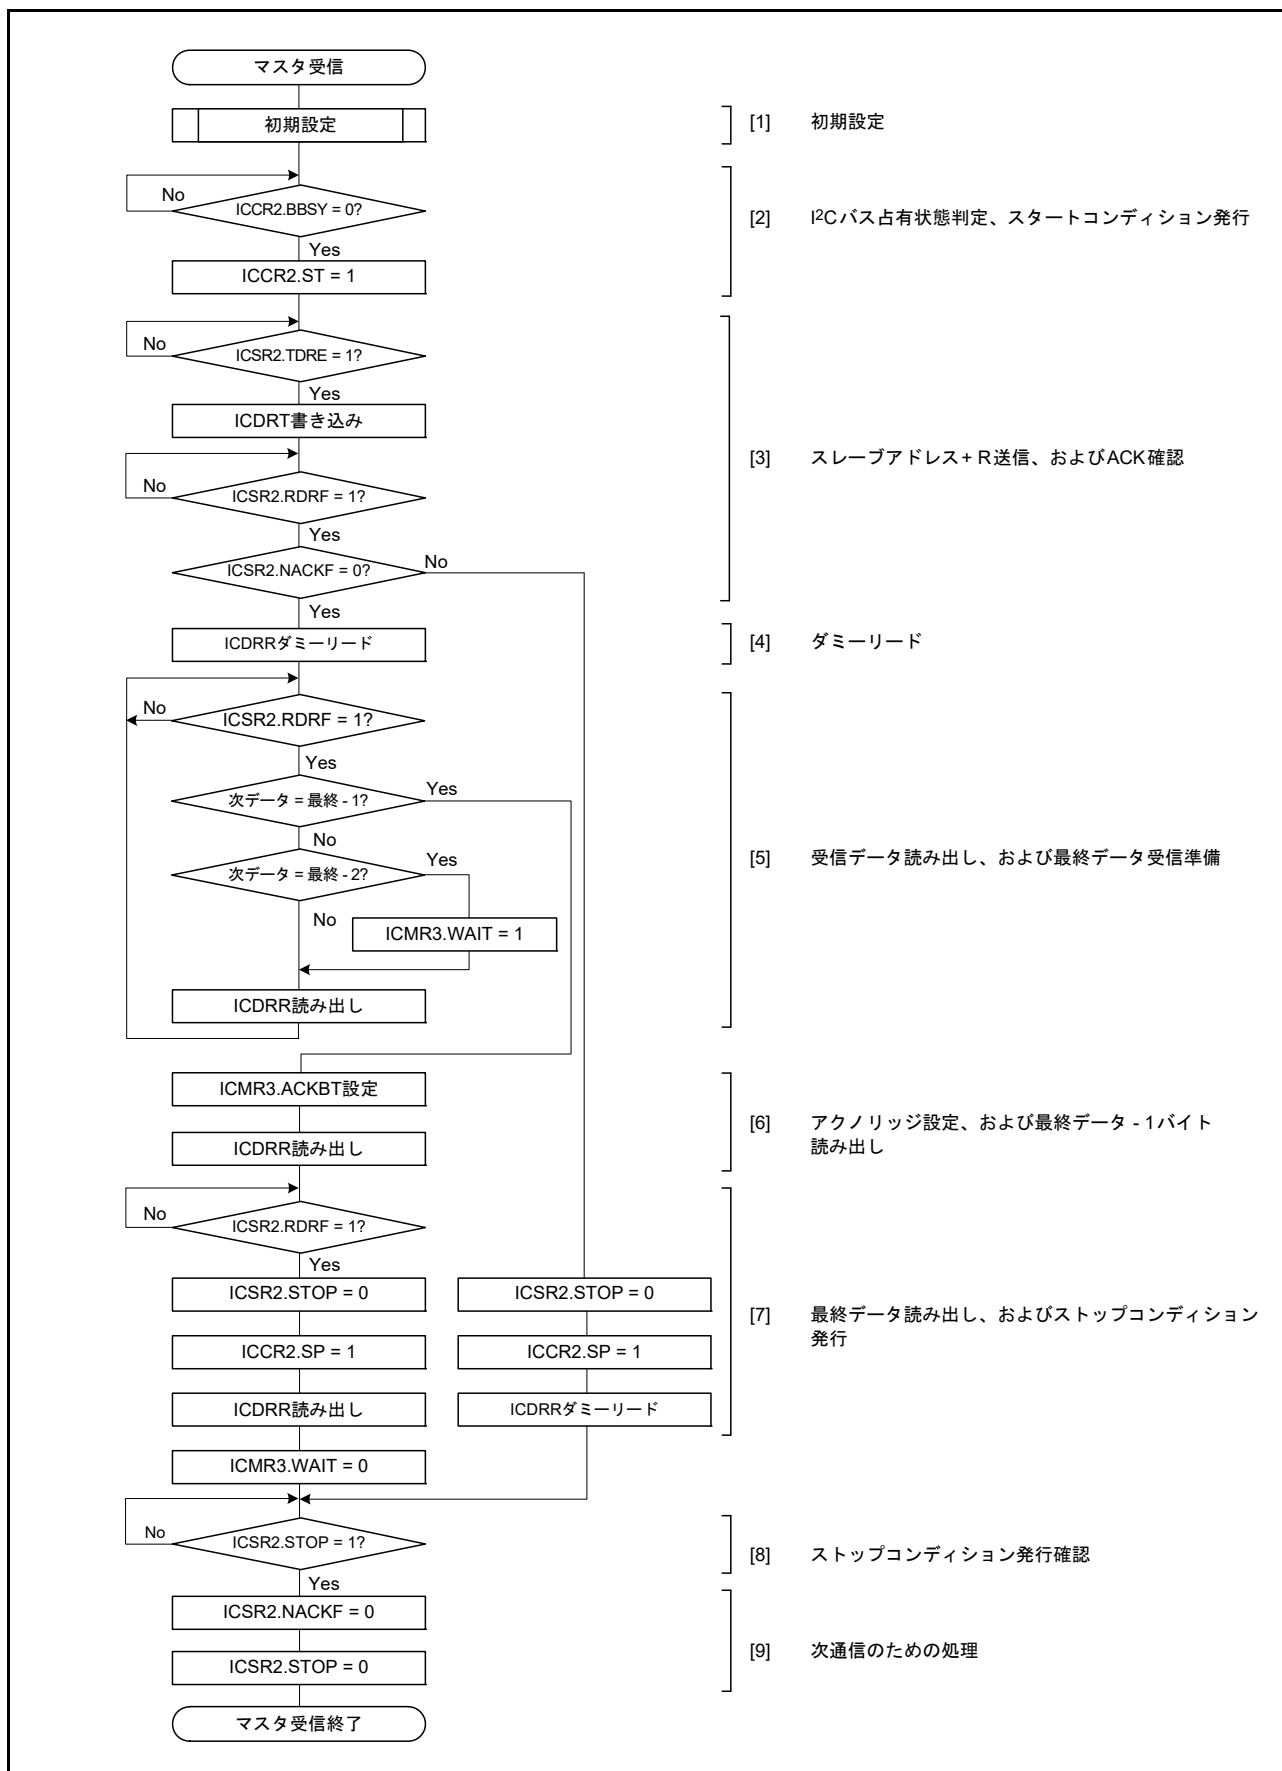 マスタ受信
初期設定
[1] 初期設定
No
ICCR2.BBSY = 0?
[2] I2Cバス占有状態判定、スタートコンディション発行
Yes
ICCR2.ST = 1
No
ICSR2.TDRE = 1?
Yes
ICDRT書き込み
[3] スレーブアドレス+ R送信、およびACK確認
No
ICSR2.RDRF = 1?
Yes
ICSR2.NACKF = 0?
No
Yes
ICDRRダミーリード
[4] ダミーリード
No
ICSR2.RDRF = 1?
Yes
次データ = 最終 - 1?
Yes
No
次データ = 最終 - 2?
Yes
[5] 受信データ読み出し、および最終データ受信準備
No
ICMR3.WAIT = 1
ICDRR読み出し
ICMR3.ACKBT設定
[6] アクノリッジ設定、および最終データ - 1バイト
読み出し
ICDRR読み出し
No
ICSR2.RDRF = 1?
Yes
ICSR2.STOP = 0
ICSR2.STOP = 0
[7] 最終データ読み出し、およびストップコンディション
発行
ICCR2.SP = 1
ICCR2.SP = 1
ICDRR読み出し
ICDRRダミーリード
ICMR3.WAIT = 0
No
ICSR2.STOP = 1?
[8] ストップコンディション発行確認
Yes
ICSR2.NACKF = 0
[9] 次通信のための処理
ICSR2.STOP = 0
マスタ受信終了